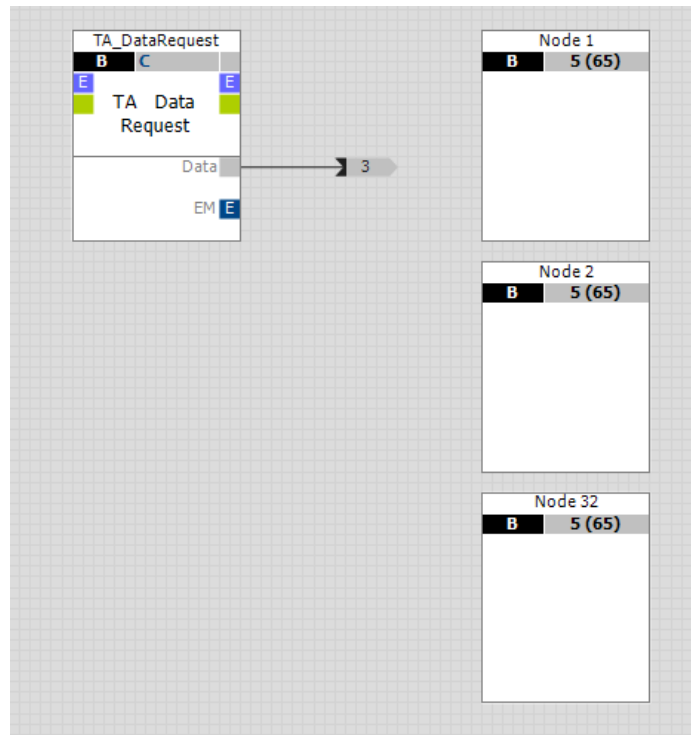 TA_DataRequest
B C
E E
TA Data
Request
Data
3
EM E
Node 1
B 5 (65)
Node 2
B 5 (65)
Node 32
B 5 (65)